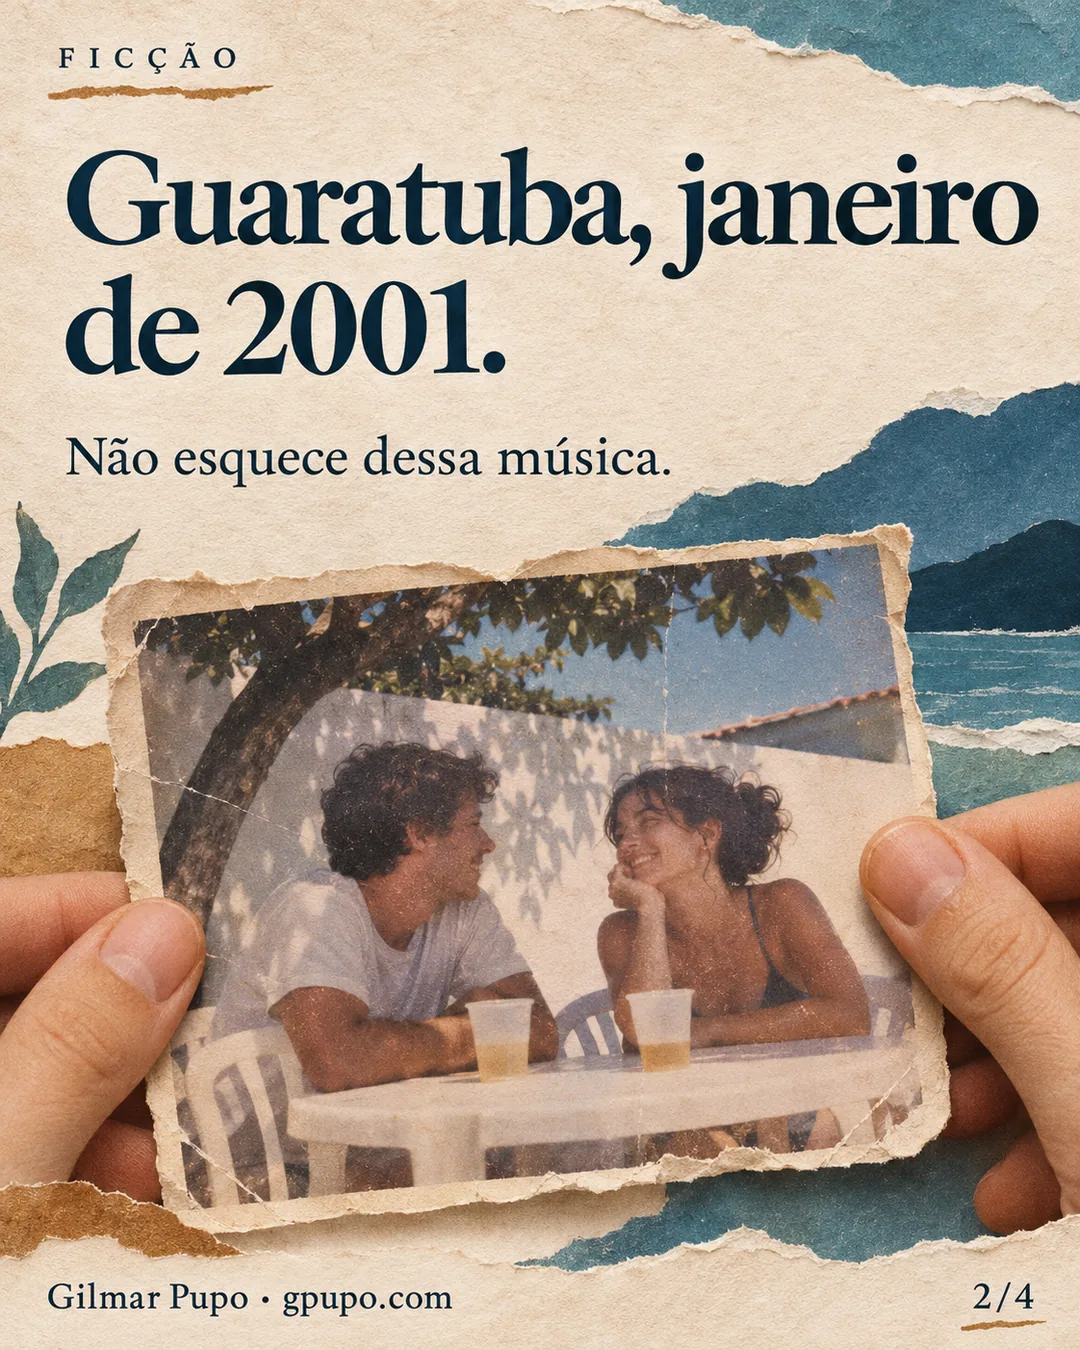 FICÇÃO
Guaratuba, janeiro
de 2001.
Não esquece dessa música.
Gilmar Pupo • gpupo.com
2/4